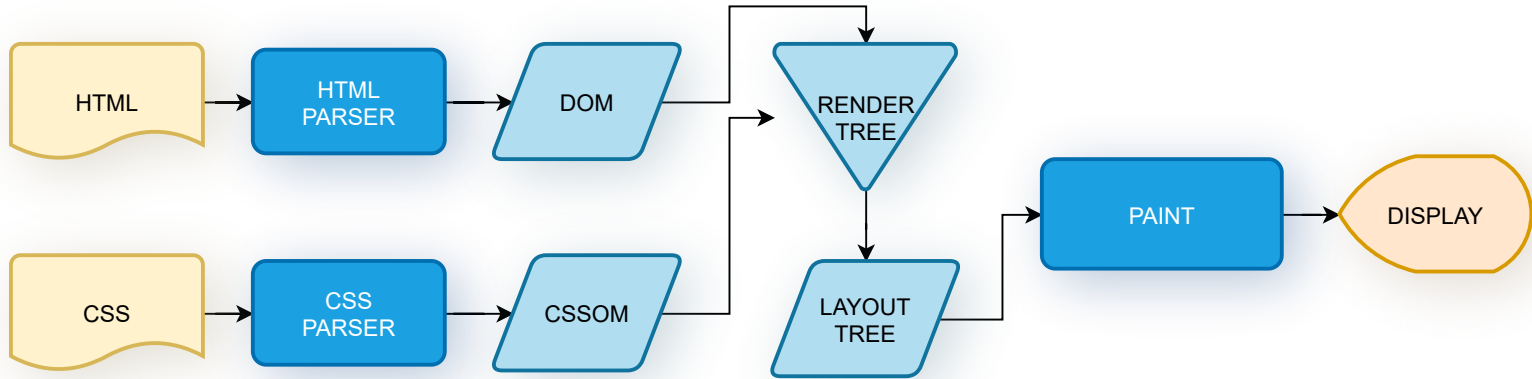 HTML
HTML
PARSER
DOM
RENDER
TREE
CSS
CSS
PARSER
CSSOM
LAYOUT
TREE
PAINT
DISPLAY